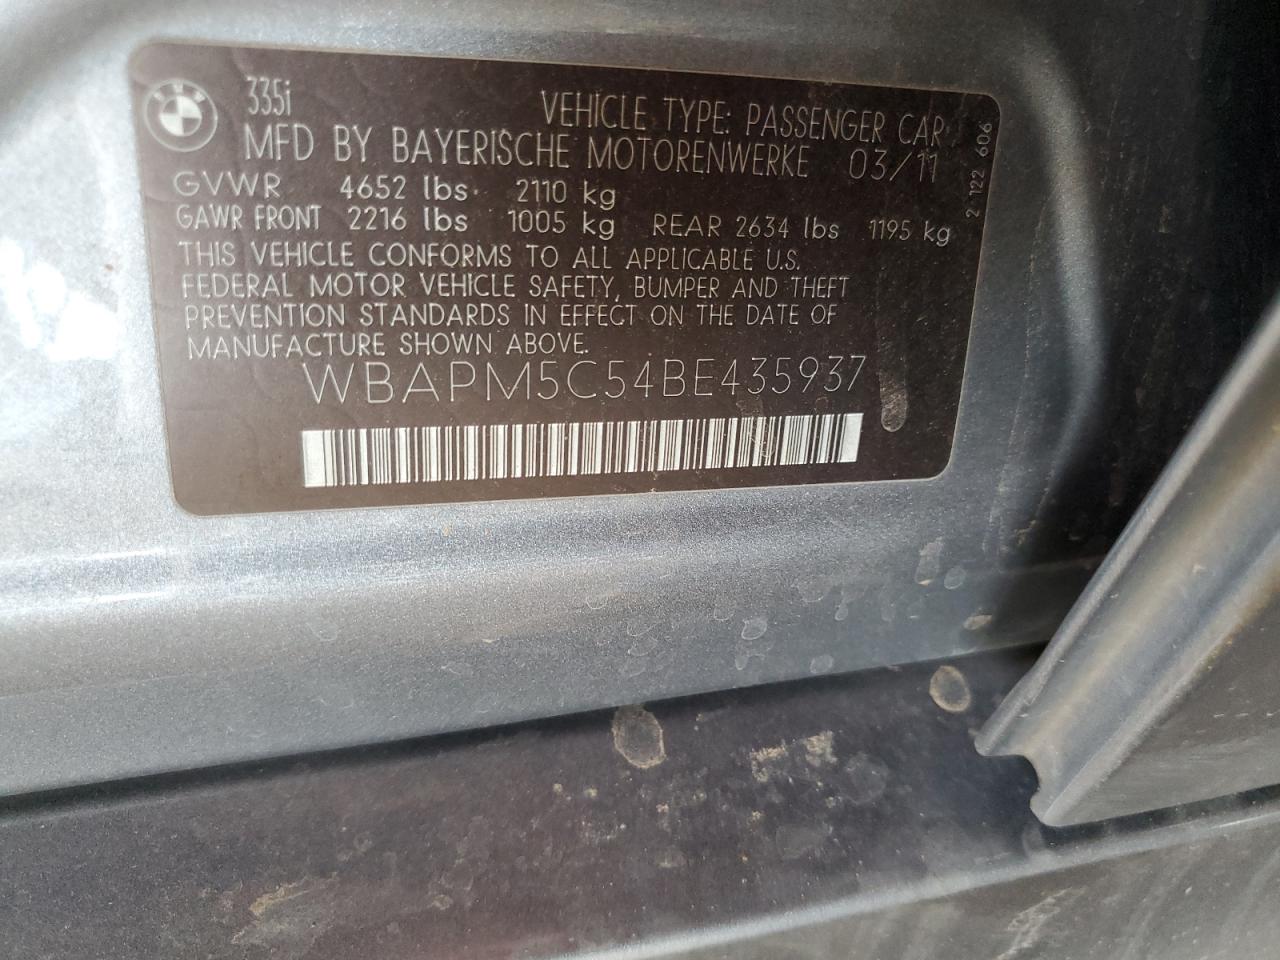 BMW
335i
VEHICLE TYPE: PASSENGER CAR
MFD BY BAYERISCHE MOTORENWERKE 03/11
GVWR 4652 lbs 2110 kg
GAWR FRONT 2216 lbs 1005 kg REAR 2634 lbs 1195 kg
THIS VEHICLE CONFORMS TO ALL APPLICABLE U.S.
FEDERAL MOTOR VEHICLE SAFETY, BUMPER AND THEFT
PREVENTION STANDARDS IN EFFECT ON THE DATE OF
MANUFACTURE SHOWN ABOVE.
WBAPM5C54BE435937
2 122 606